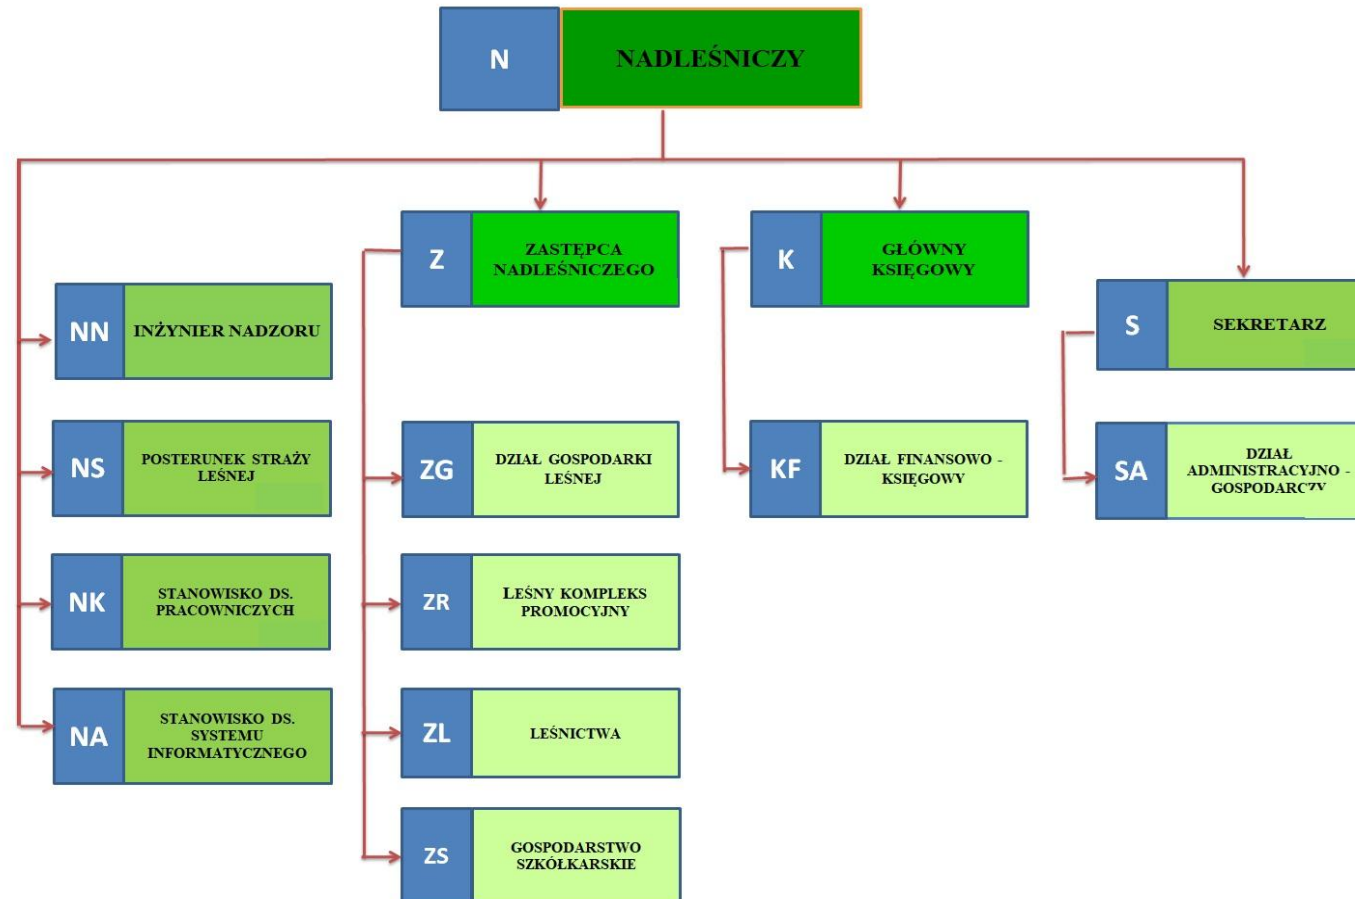 N
NADLEŚNICZY
Z
ZASTĘPCA
NADLEŚNICZEGO
K
GŁÓWNY
KSIĘGOWY
S
SEKRETARZ
NN
INŻYNIER NADZORU
NS
POSTERUNEK STRAŻY
LEŚNEJ
ZG
DZIAŁ GOSPODARKI
LEŚNEJ
KF
DZIAŁ FINANSOWO -
KSIĘGOWY
SA
DZIAŁ
ADMINISTRACYJNO -
GOSPODARCZY
NK
STANOWISKO DS.
PRACOWNICZYCH
ZR
LEŚNY KOMPLEKS
PROMOCYJNY
NA
STANOWISKO DS.
SYSTEMU
INFORMATYCZNEGO
ZL
LEŚNICTWA
ZS
GOSPODARSTWO
SZKÓŁKARSKIE